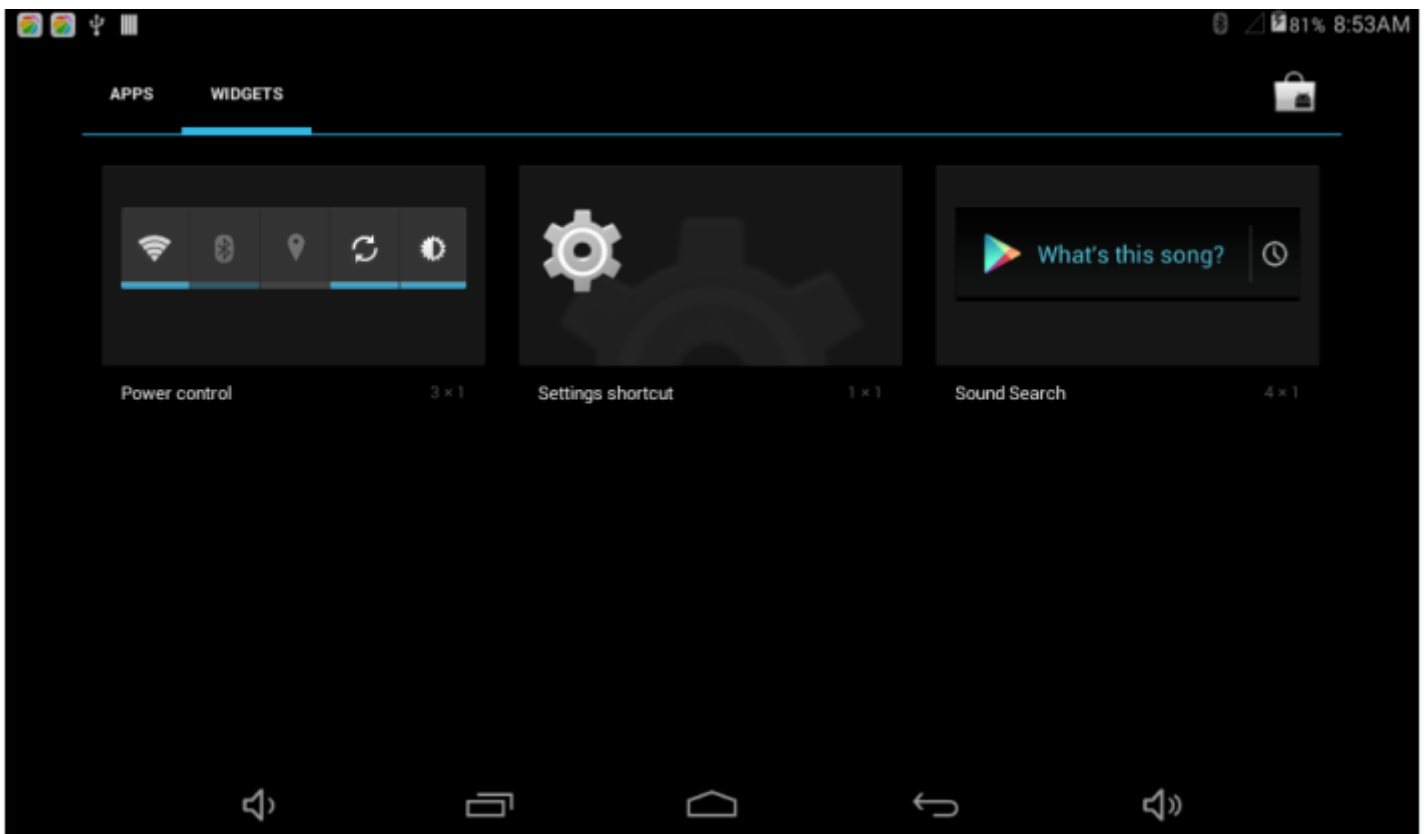 81% 8:53AM
APPS WIDGETS
What's this song?
Power control 3 × 1 Settings shortcut 1 × 1 Sound Search 4 × 1